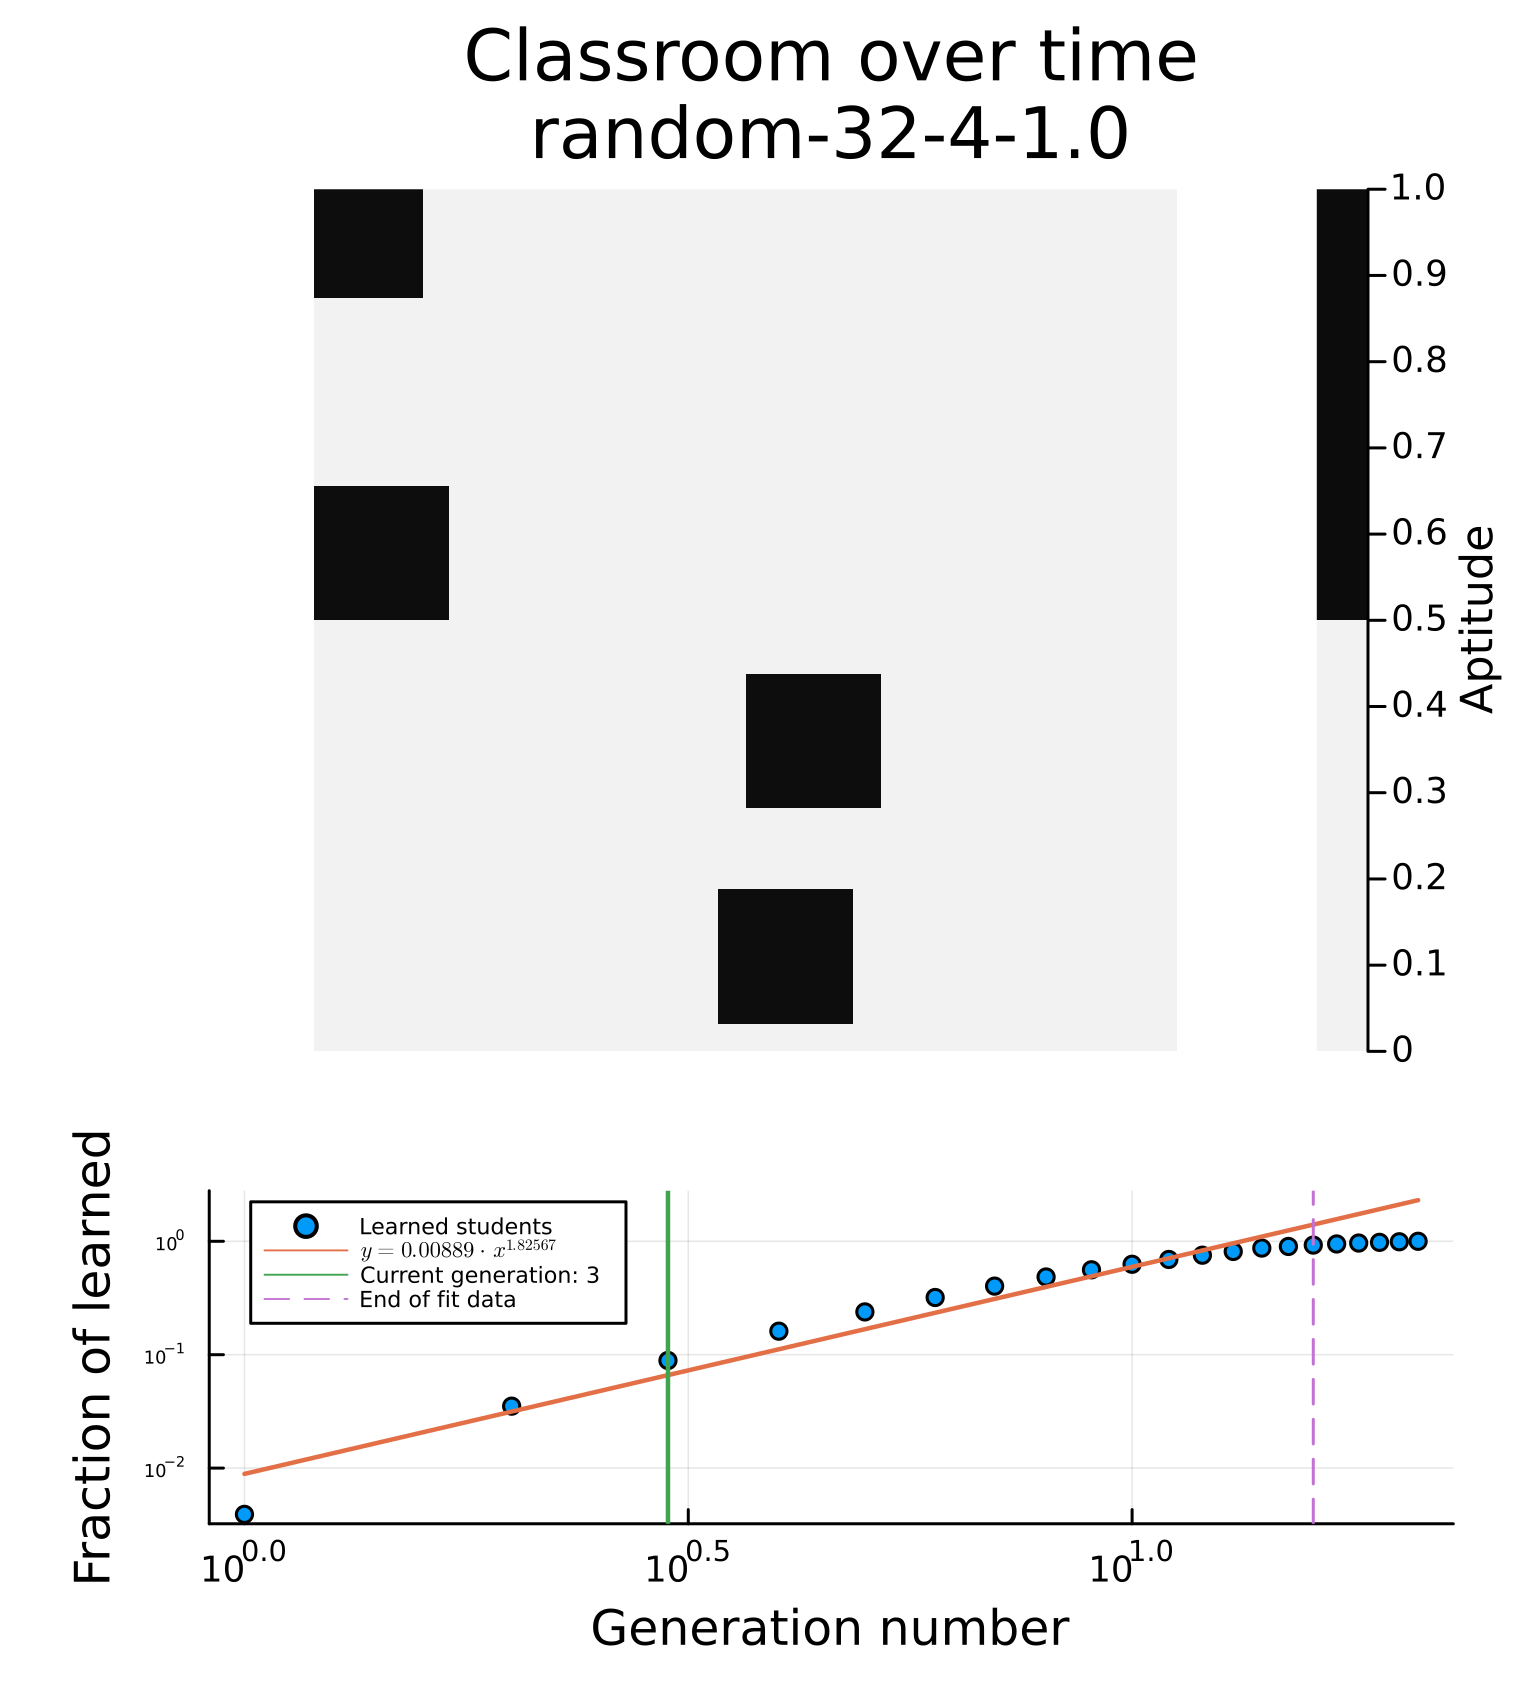 Classroom over time
random-32-4-1.0
1.0
0.9
0.8
0.7
0.6
0.5
0.4
0.3
0.2
0.1
0
Aptitude
Fraction of learned
10⁰
10⁻¹
10⁻²
Learned students
y = 0.00889 · x^1.82567
Current generation: 3
End of fit data
10^0.0
10^0.5
10^1.0
Generation number